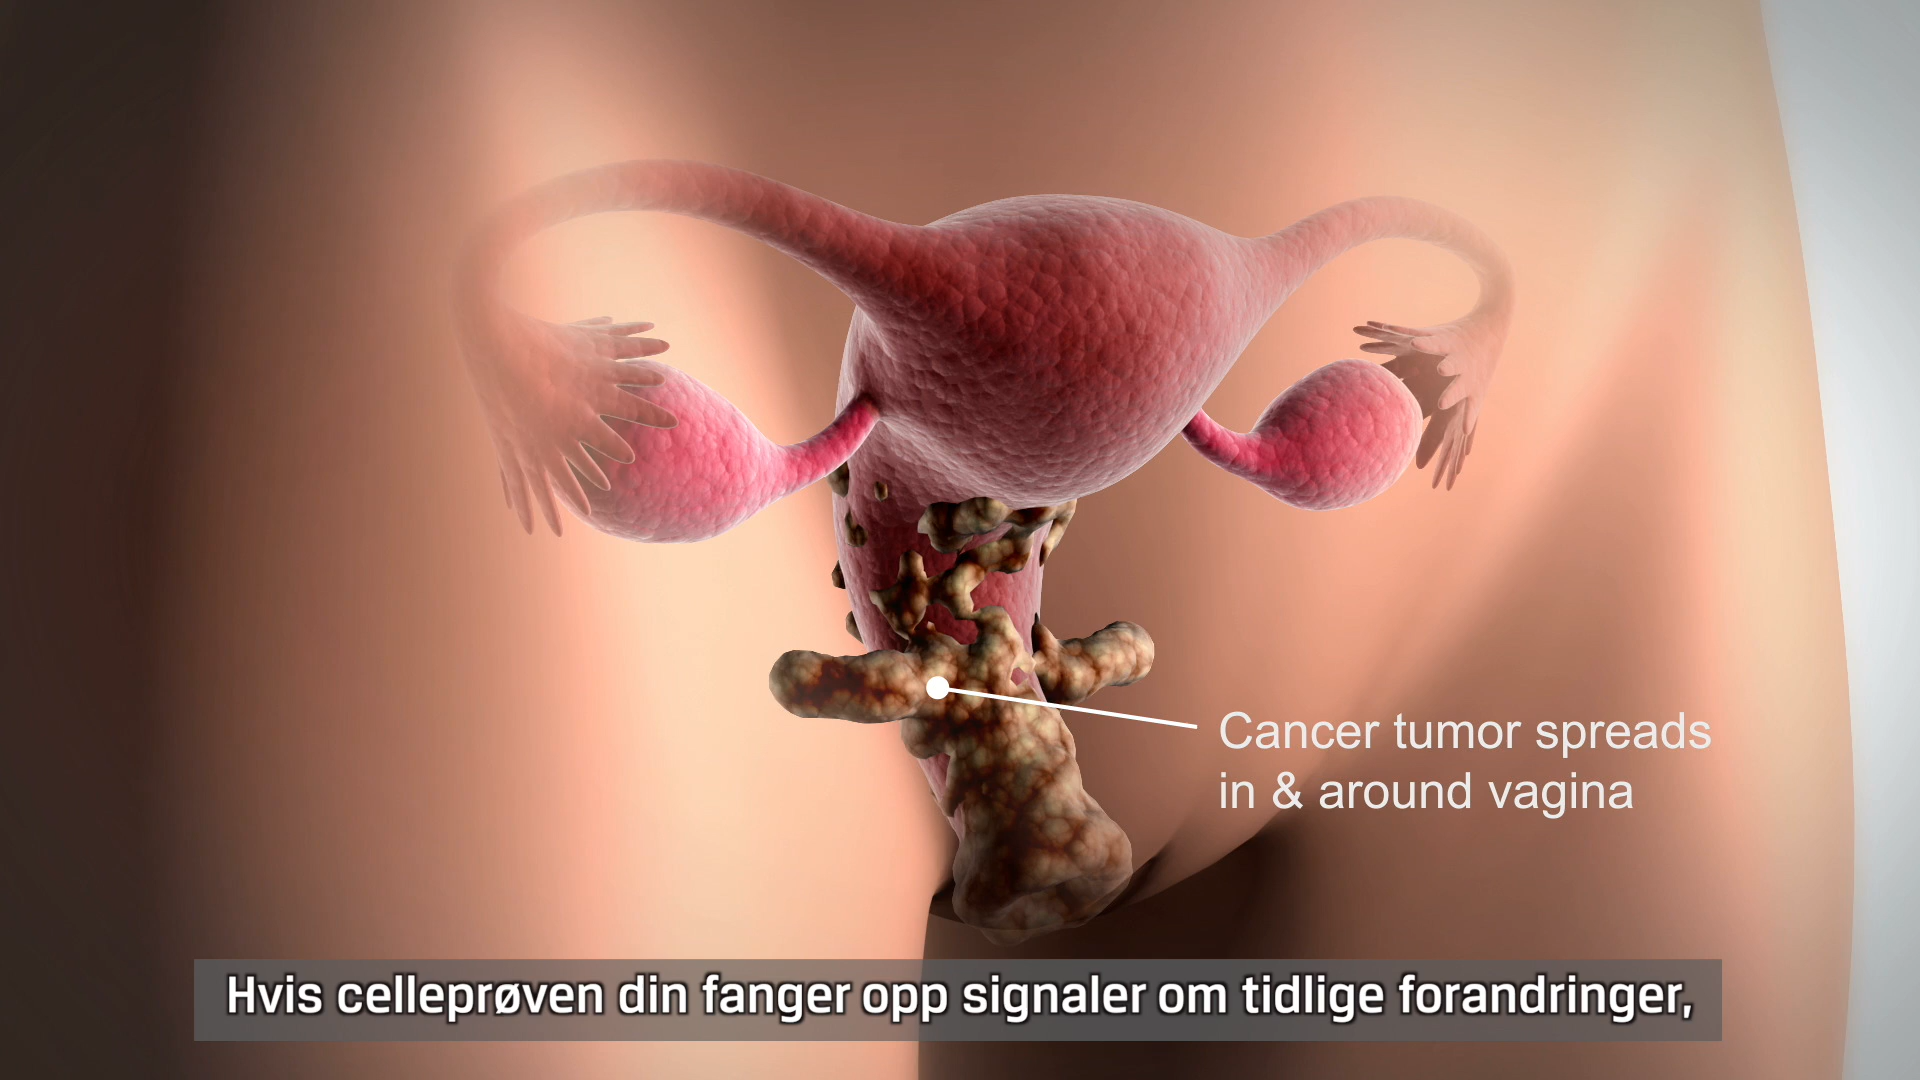 Cancer tumor spreads
in & around vagina
Hvis celleprøven din fanger opp signaler om tidlige forandringer,